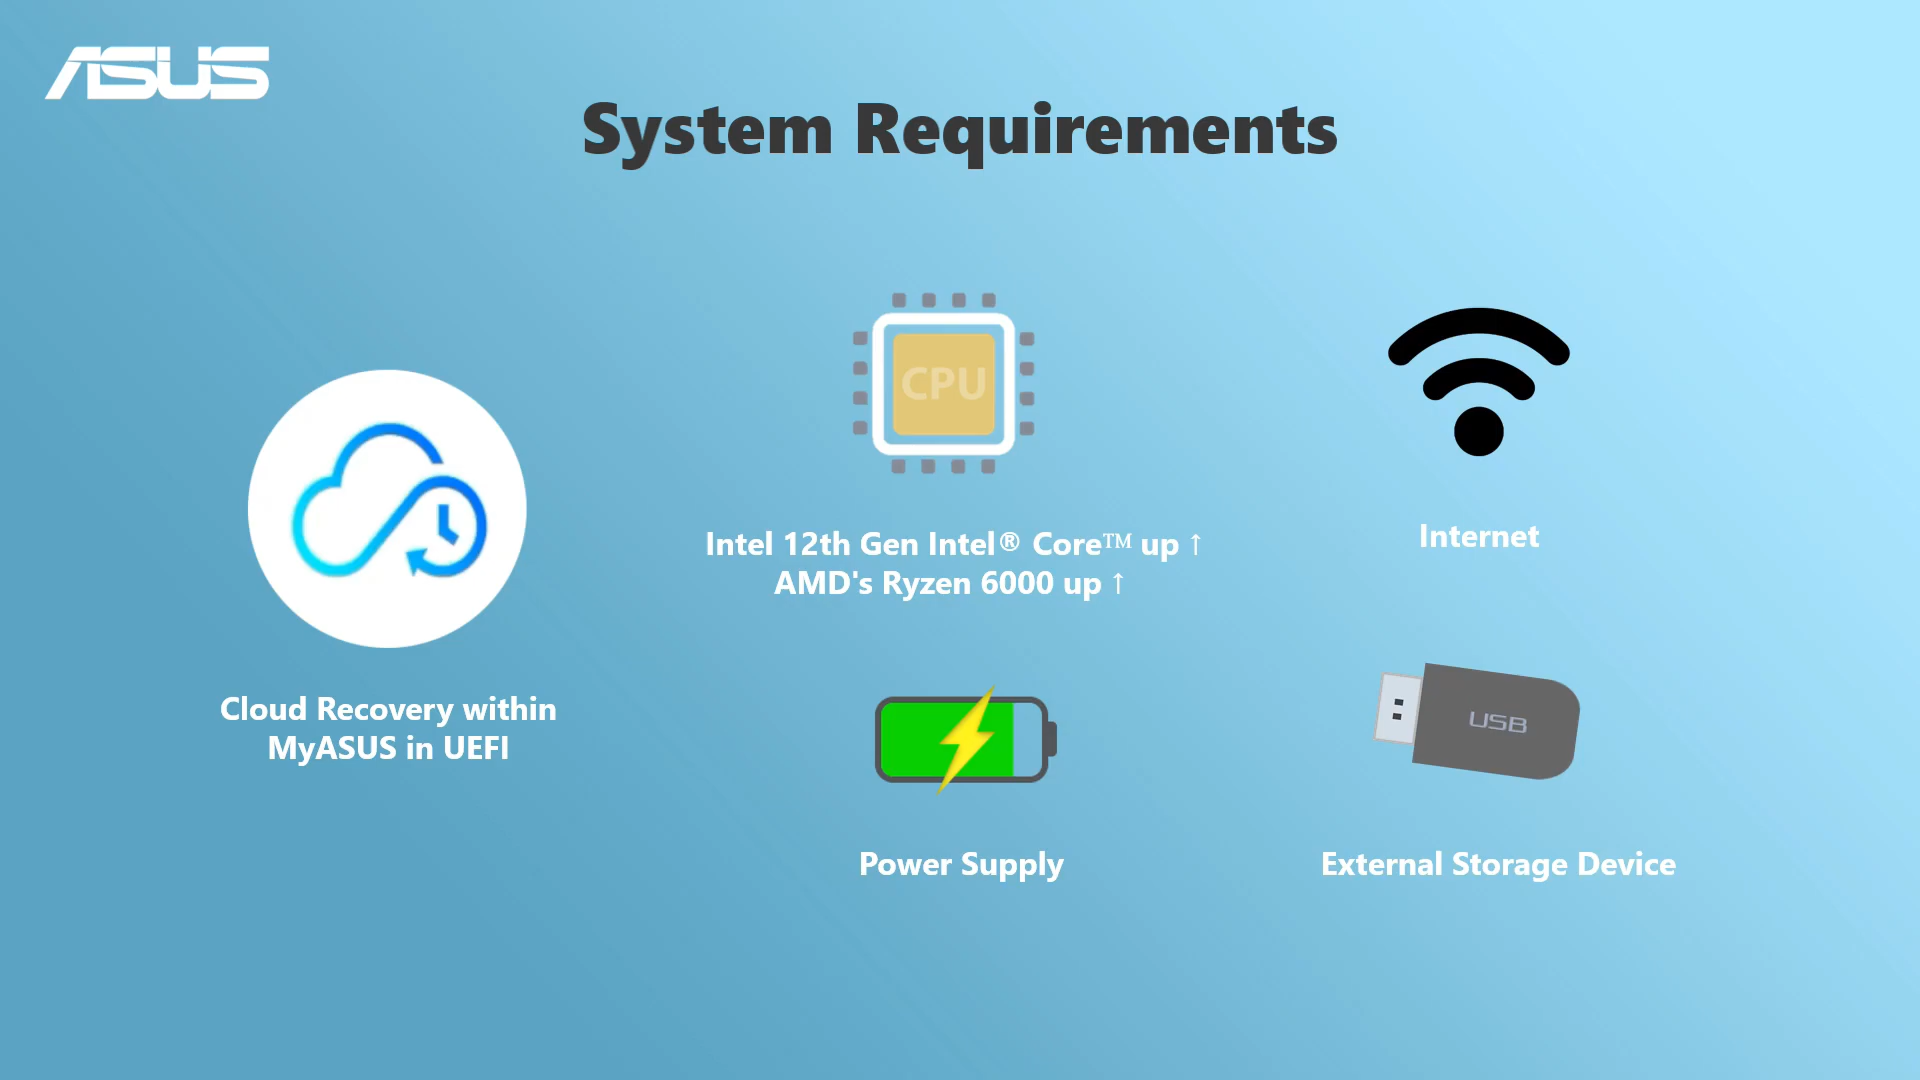 ASUS
System Requirements
CPU
Intel 12th Gen Intel® Core™ up ↑
AMD's Ryzen 6000 up ↑
Internet
Cloud Recovery within
MyASUS in UEFI
USB
Power Supply
External Storage Device